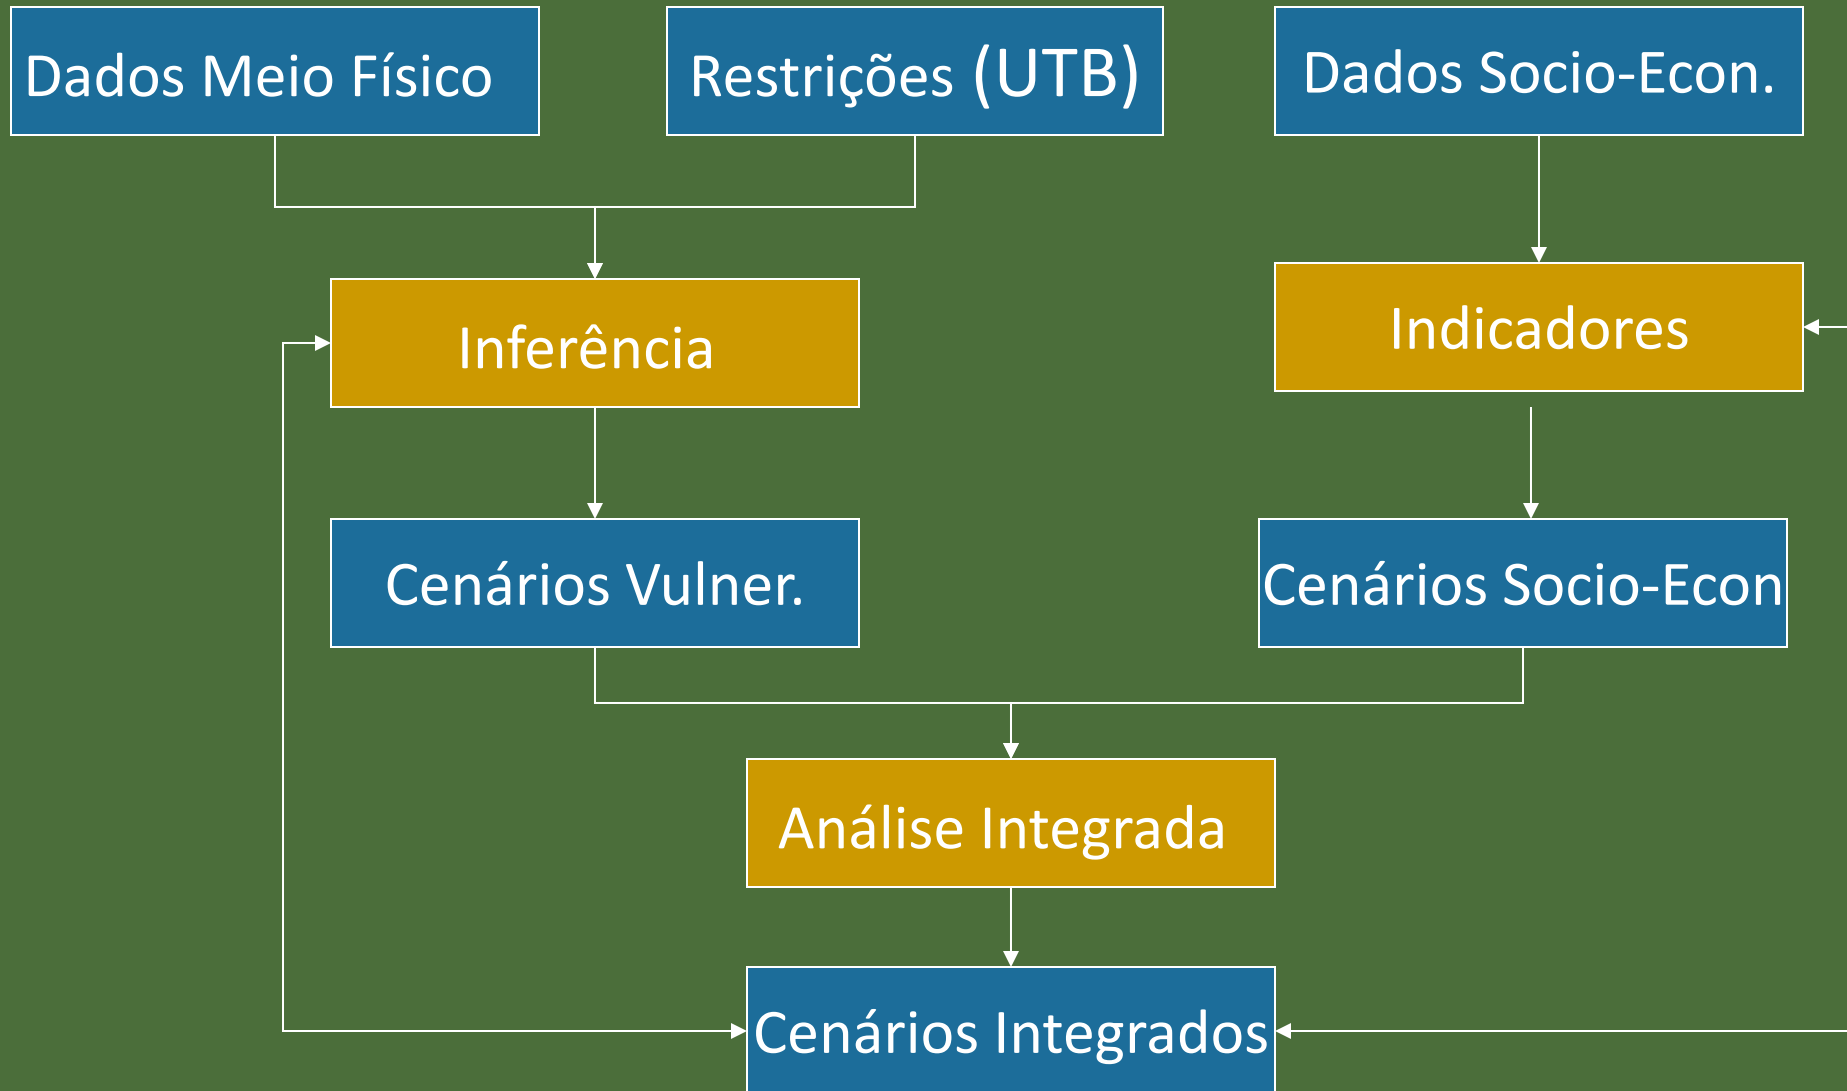 Dados Meio Físico
Restrições (UTB)
Dados Socio-Econ.
Inferência
Indicadores
Cenários Vulner.
Cenários Socio-Econ
Análise Integrada
Cenários Integrados